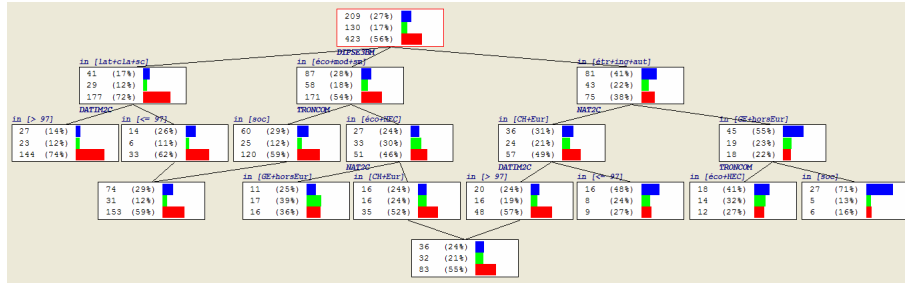 209 (27%)
130 (17%)
423 (56%)
DIPSE3BM
in [lat+cla+sc]
in [éco+mod+sm]
in [étr+ing+aut]
41 (17%)
29 (12%)
177 (72%)
87 (28%)
58 (18%)
171 (54%)
81 (41%)
43 (22%)
75 (38%)
DATIM2C
TRONCOM
NAT2C
in [> 97]
in [<= 97]
in [soc]
in [éco+HEC]
in [CH+Eur]
in [GE+horsEur]
27 (14%)
23 (12%)
144 (74%)
14 (26%)
6 (11%)
33 (62%)
60 (29%)
25 (12%)
120 (59%)
27 (24%)
33 (30%)
51 (46%)
36 (31%)
24 (21%)
57 (49%)
45 (55%)
19 (23%)
18 (22%)
NAT2C
DATIM2C
TRONCOM
in [GE+horsEur]
in [CH+Eur]
in [> 97]
in [<= 97]
in [éco+HEC]
in [soc]
74 (29%)
31 (12%)
153 (59%)
11 (25%)
17 (39%)
16 (36%)
16 (24%)
16 (24%)
35 (52%)
20 (24%)
16 (19%)
48 (57%)
16 (48%)
8 (24%)
9 (27%)
18 (41%)
14 (32%)
12 (27%)
27 (71%)
5 (13%)
6 (16%)
36 (24%)
32 (21%)
83 (55%)